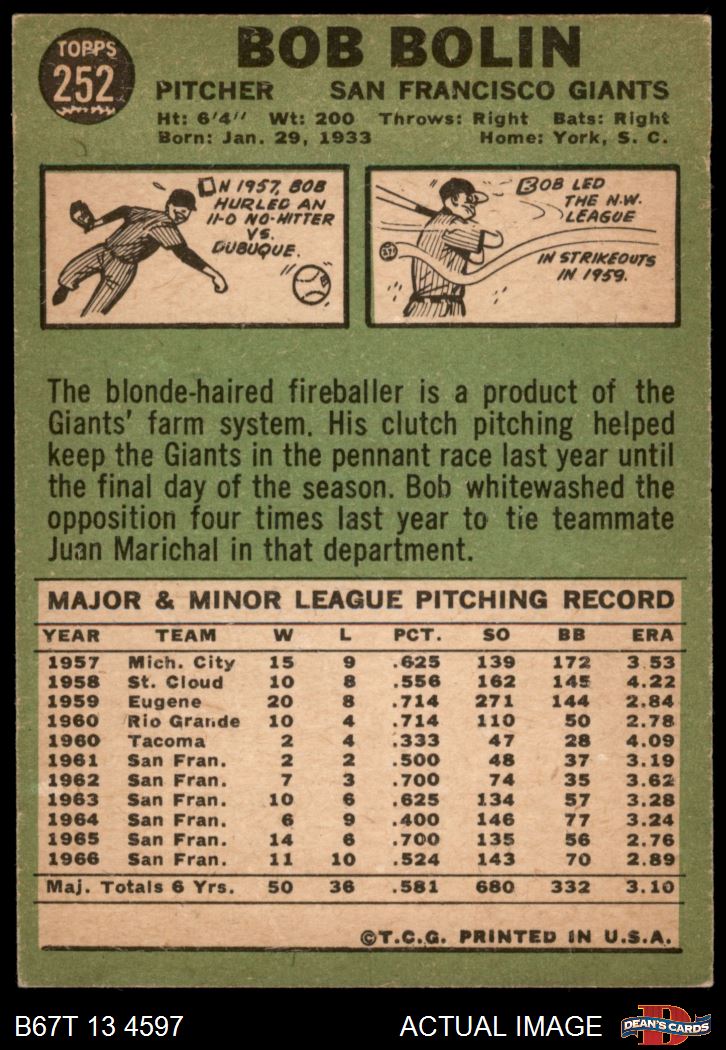 TOPPS
252
BOB BOLIN
PITCHER SAN FRANCISCO GIANTS
Ht: 6'4" Wt: 200 Throws: Right Bats: Right
Born: Jan. 29, 1933 Home: York, S. C.
IN 1957, BOB
HURLED AN
11-0 NO-HITTER
VS.
DUBUQUE.
BOB LED
THE N.W.
LEAGUE
IN STRIKEOUTS
IN 1959.
The blonde-haired fireballer is a product of the
Giants' farm system. His clutch pitching helped
keep the Giants in the pennant race last year until
the final day of the season. Bob whitewashed the
opposition four times last year to tie teammate
Juan Marichal in that department.
MAJOR & MINOR LEAGUE PITCHING RECORD
YEAR TEAM W L PCT. SO BB ERA
1957 Mich. City 15 9 .625 139 172 3.53
1958 St. Cloud 10 8 .556 162 145 4.22
1959 Eugene 20 8 .714 271 144 2.84
1960 Rio Grande 10 4 .714 110 50 2.78
1960 Tacoma 2 4 .333 47 28 4.09
1961 San Fran. 2 2 .500 48 37 3.19
1962 San Fran. 7 3 .700 74 35 3.62
1963 San Fran. 10 6 .625 134 57 3.28
1964 San Fran. 6 9 .400 146 77 3.24
1965 San Fran. 14 6 .700 135 56 2.76
1966 San Fran. 11 10 .524 143 70 2.89
Maj. Totals 6 Yrs. 50 36 .581 680 332 3.10
©T.C.G. PRINTED IN U.S.A.
B67T 13 4597 ACTUAL IMAGE
DEAN'S CARDS